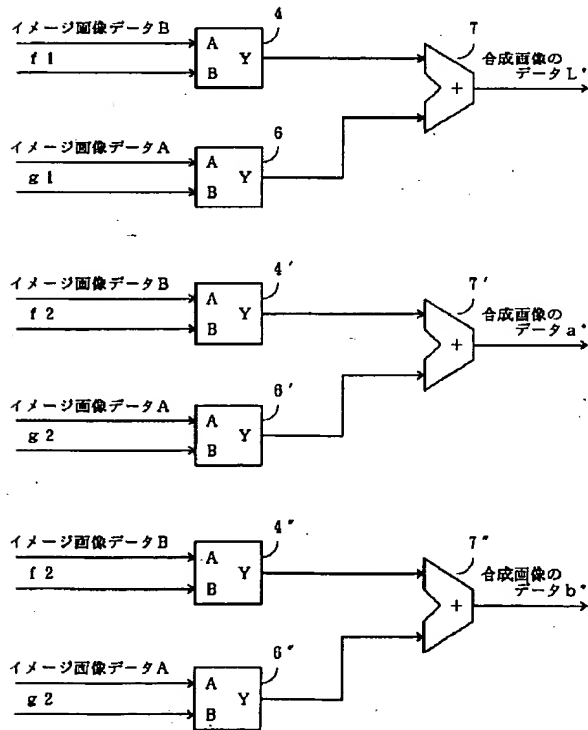 イメージ画像データB
f 1
A
B
Y
4
7
合成画像の
データL*
+
イメージ画像データA
g 1
A
B
Y
6
イメージ画像データB
f 2
A
B
Y
4′
7′
合成画像の
データa*
+
イメージ画像データA
g 2
A
B
Y
6′
イメージ画像データB
f 2
A
B
Y
4″
7″
合成画像の
データb*
+
イメージ画像データA
g 2
A
B
Y
6″